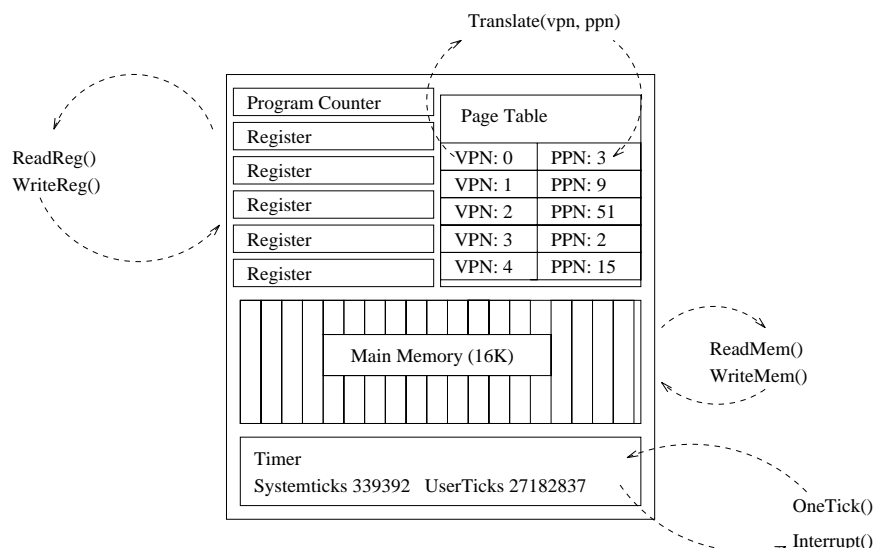 Translate(vpn, ppn)
Program Counter
Register
Register
Register
Register
Register
Page Table
VPN: 0 PPN: 3
VPN: 1 PPN: 9
VPN: 2 PPN: 51
VPN: 3 PPN: 2
VPN: 4 PPN: 15
ReadReg()
WriteReg()
Main Memory (16K)
ReadMem()
WriteMem()
Timer
Systemticks 339392 UserTicks 27182837
OneTick()
Interrupt()